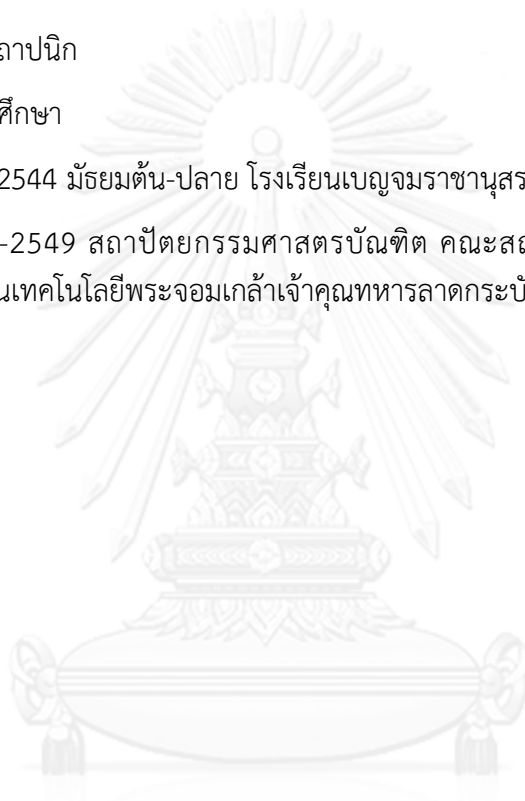 ถาปนิก
ศึกษา
2544 มัธยมต้น-ปลาย โรงเรียนเบญจมราชานุสร
-2549 สถาปัตยกรรมศาสตรบัณฑิต คณะสถ
นเทคโนโลยีพระจอมเกล้าเจ้าคุณทหารลาดกระบั